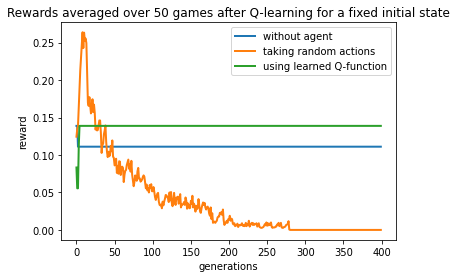 Rewards averaged over 50 games after Q-learning for a fixed initial state
without agent
taking random actions
using learned Q-function
reward
0.25
0.20
0.15
0.10
0.05
0.00
0 50 100 150 200 250 300 350 400
generations